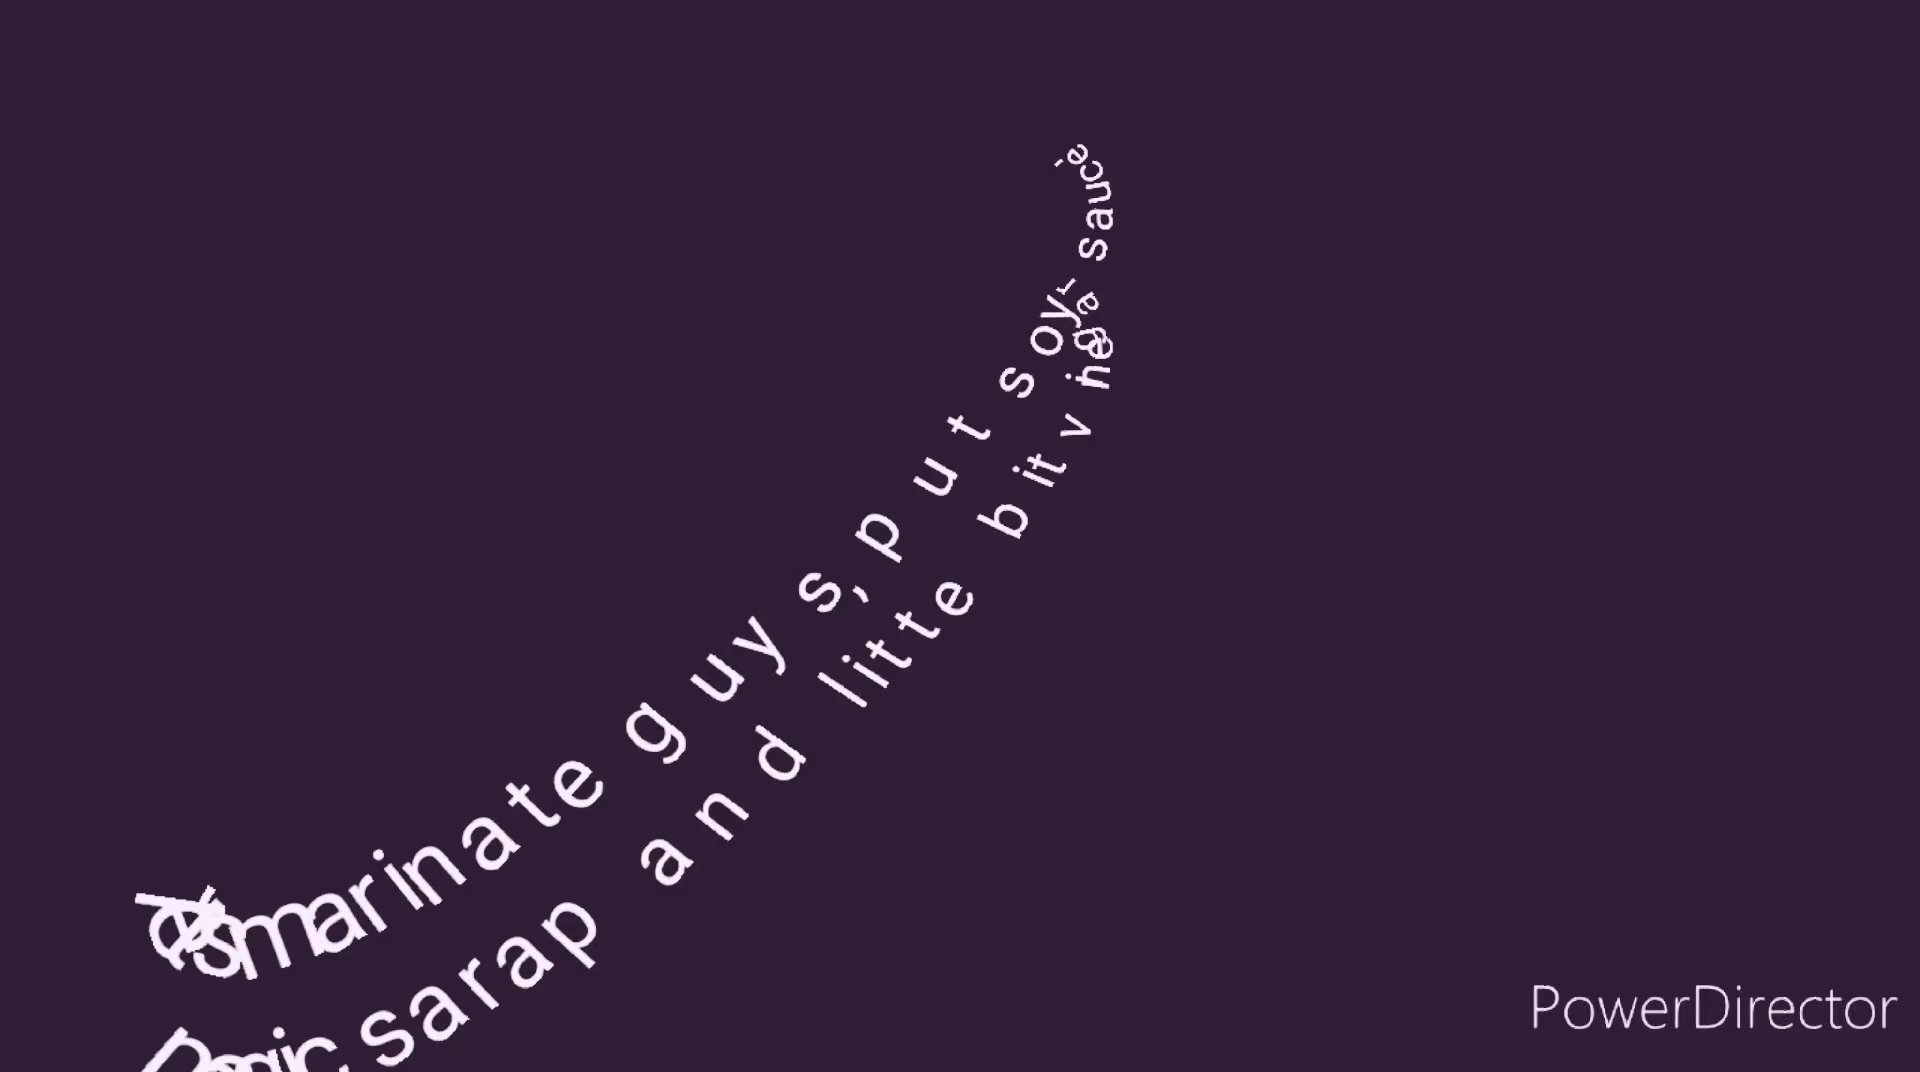 marinate guys, put soy sauce,
sarap and litte bit vinegar
PowerDirector